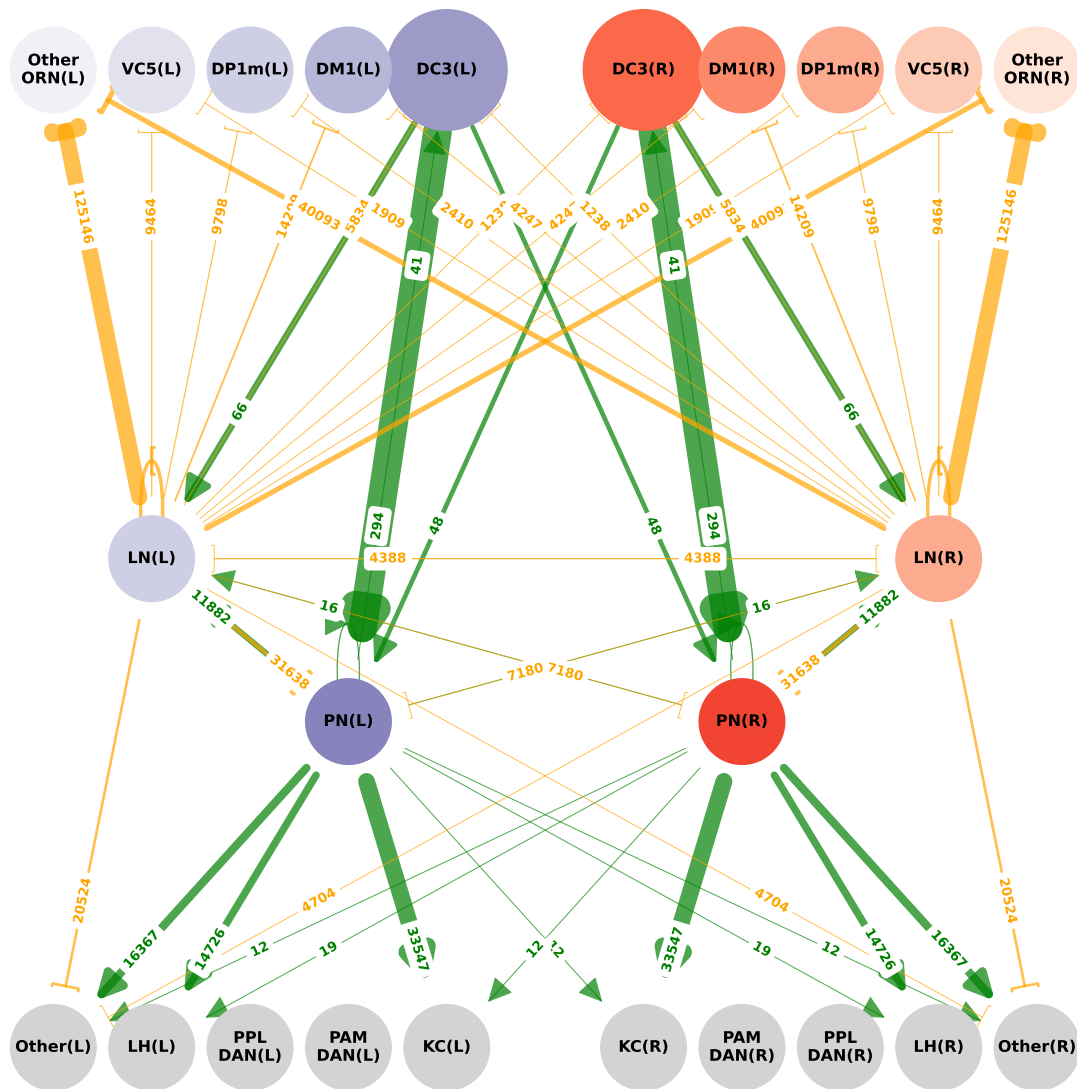 Other
ORN(L)
VC5(L)
DP1m(L)
DM1(L)
DC3(L)
DC3(R)
DM1(R)
DP1m(R)
VC5(R)
Other
ORN(R)
125146
9464
9798
40093
5834
1909
2410
4247
1238
2410
5834
14209
9798
9464
125146
41
41
66
66
294
294
48
48
LN(L)
4388
4388
LN(R)
11882
16
16
11882
31638
7180
7180
31638
PN(L)
PN(R)
20524
4704
4704
20524
16367
14726
12
19
33547
12
12
33547
19
12
14726
16367
Other(L)
LH(L)
PPL
DAN(L)
PAM
DAN(L)
KC(L)
KC(R)
PAM
DAN(R)
PPL
DAN(R)
LH(R)
Other(R)